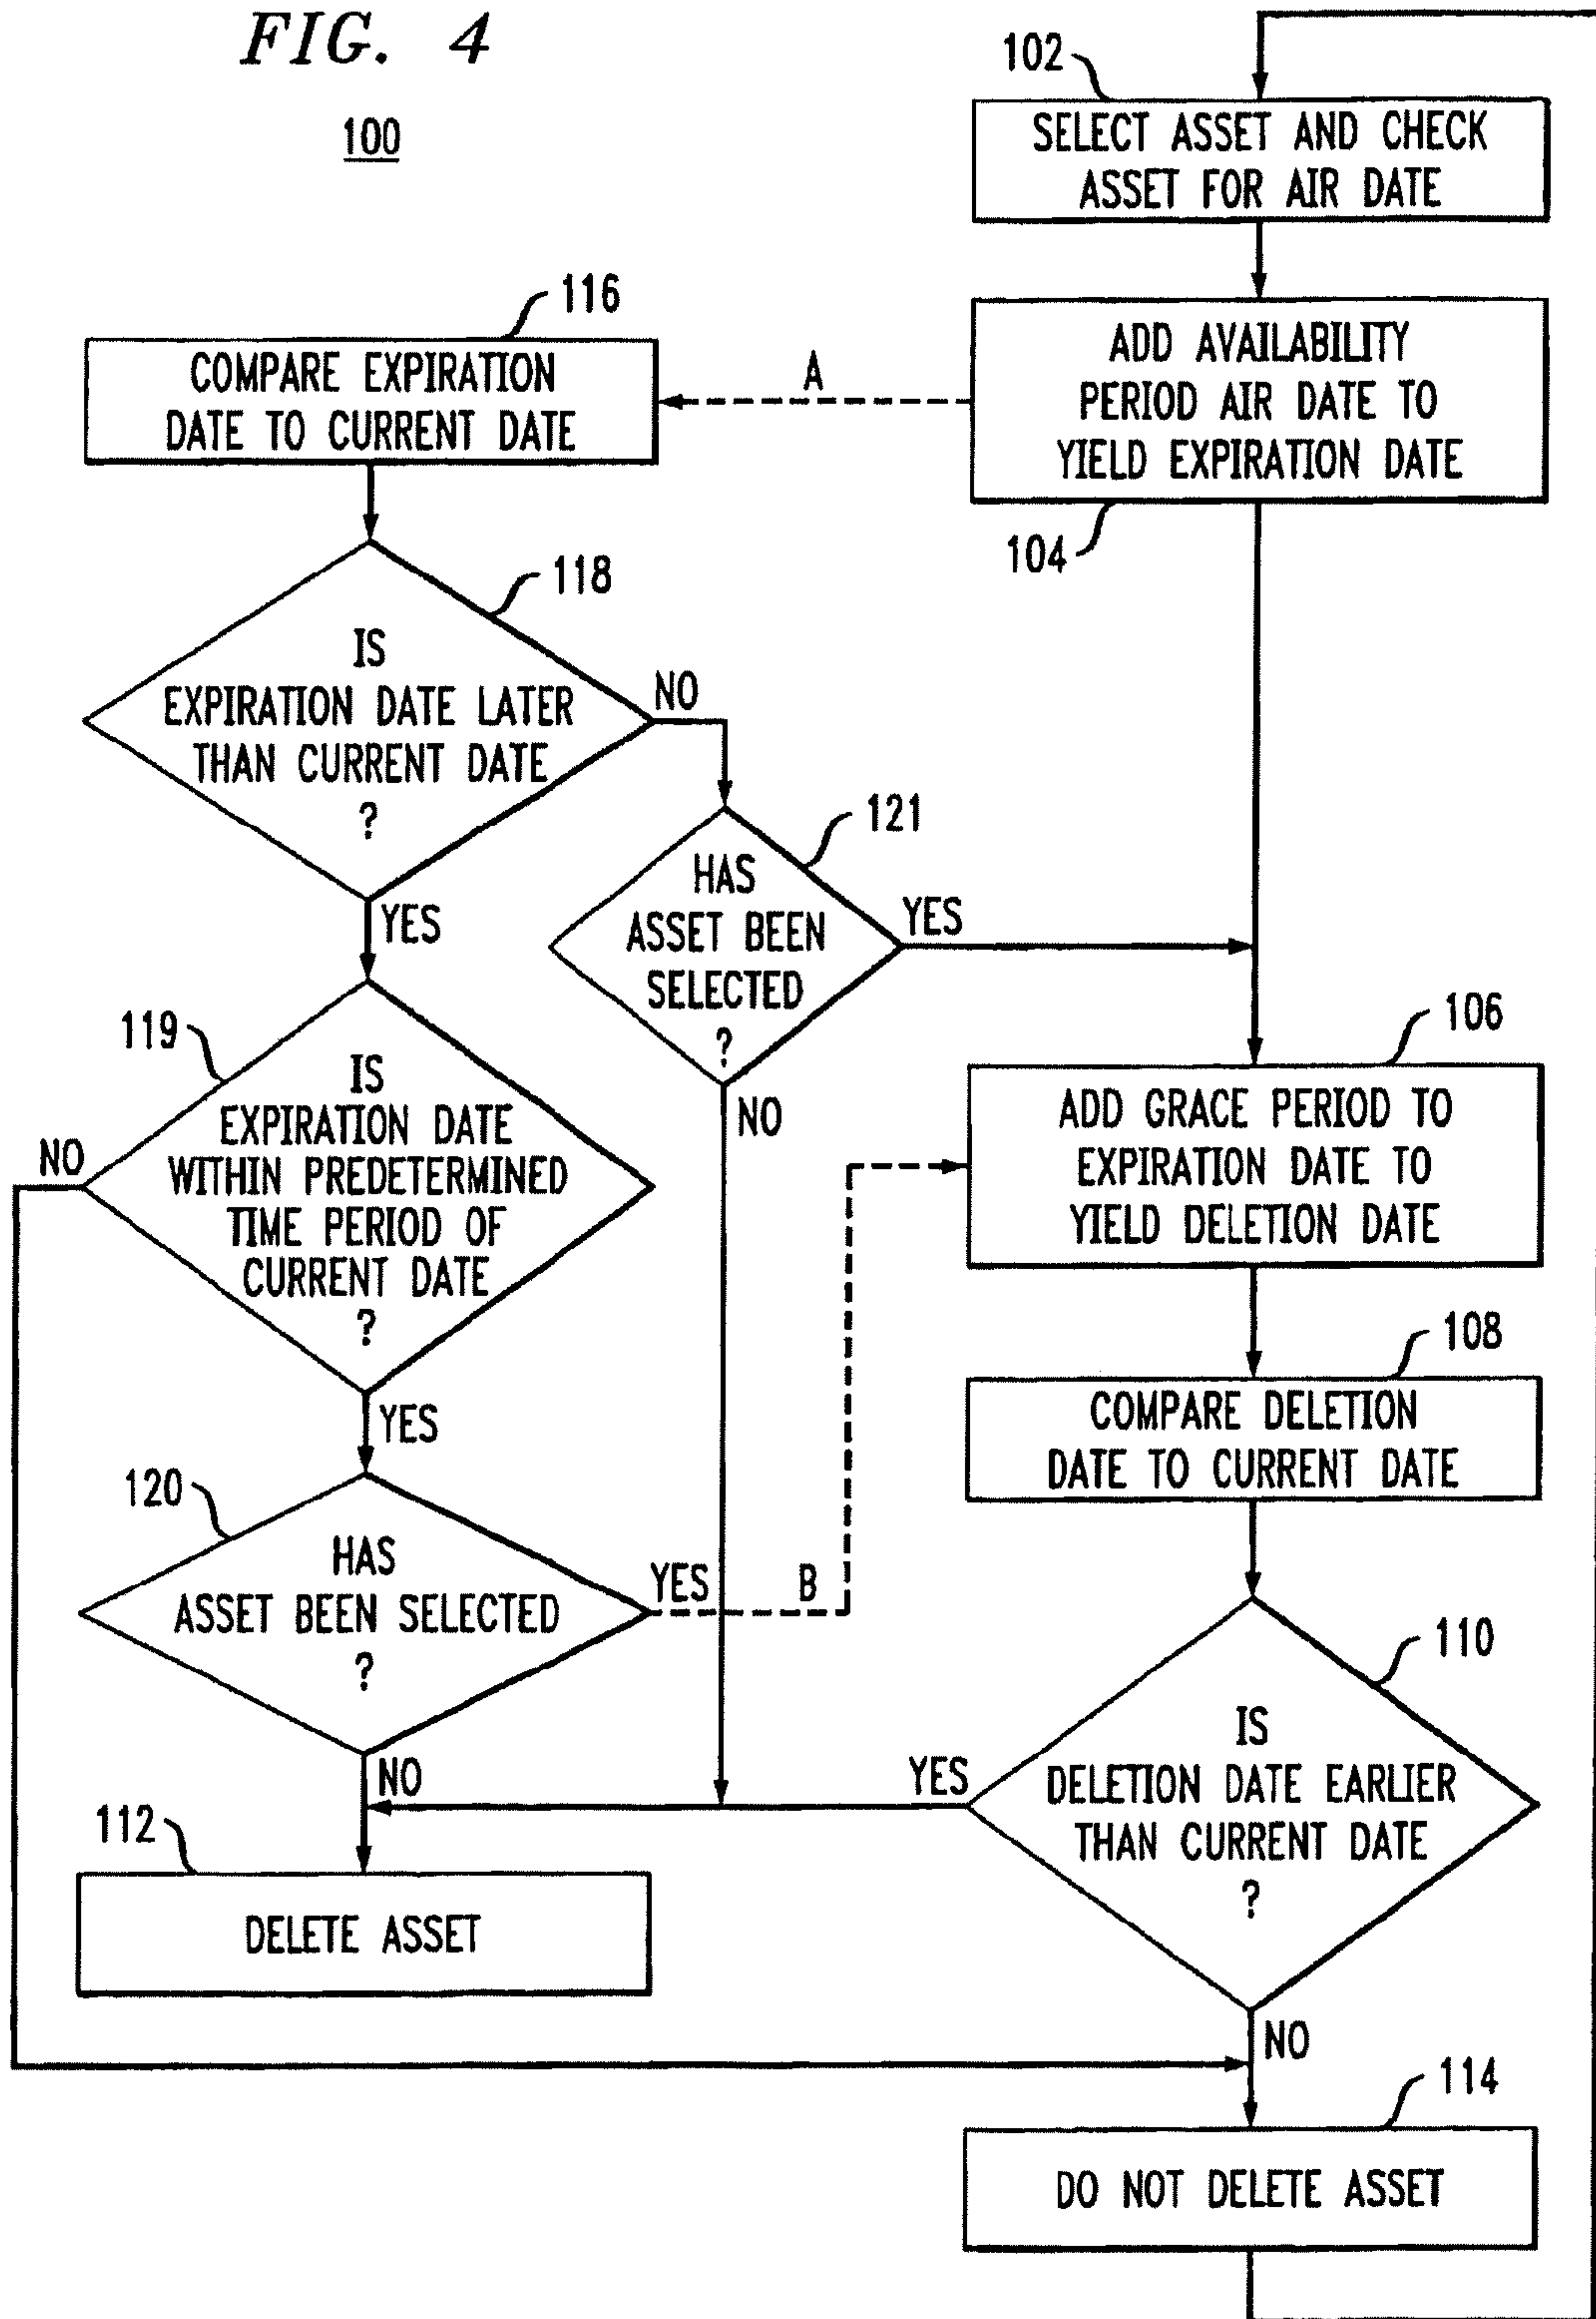 FIG. 4
100
102
SELECT ASSET AND CHECK
ASSET FOR AIR DATE
116
COMPARE EXPIRATION
DATE TO CURRENT DATE
A
ADD AVAILABILITY
PERIOD AIR DATE TO
YIELD EXPIRATION DATE
104
118
IS
EXPIRATION DATE LATER
THAN CURRENT DATE
?
NO
YES
121
HAS
ASSET BEEN
SELECTED
?
YES
NO
119
IS
EXPIRATION DATE
WITHIN PREDETERMINED
TIME PERIOD OF
CURRENT DATE
?
NO
YES
106
ADD GRACE PERIOD TO
EXPIRATION DATE TO
YIELD DELETION DATE
108
COMPARE DELETION
DATE TO CURRENT DATE
120
HAS
ASSET BEEN SELECTED
?
YES
B
NO
110
IS
DELETION DATE EARLIER
THAN CURRENT DATE
?
YES
NO
112
DELETE ASSET
114
DO NOT DELETE ASSET